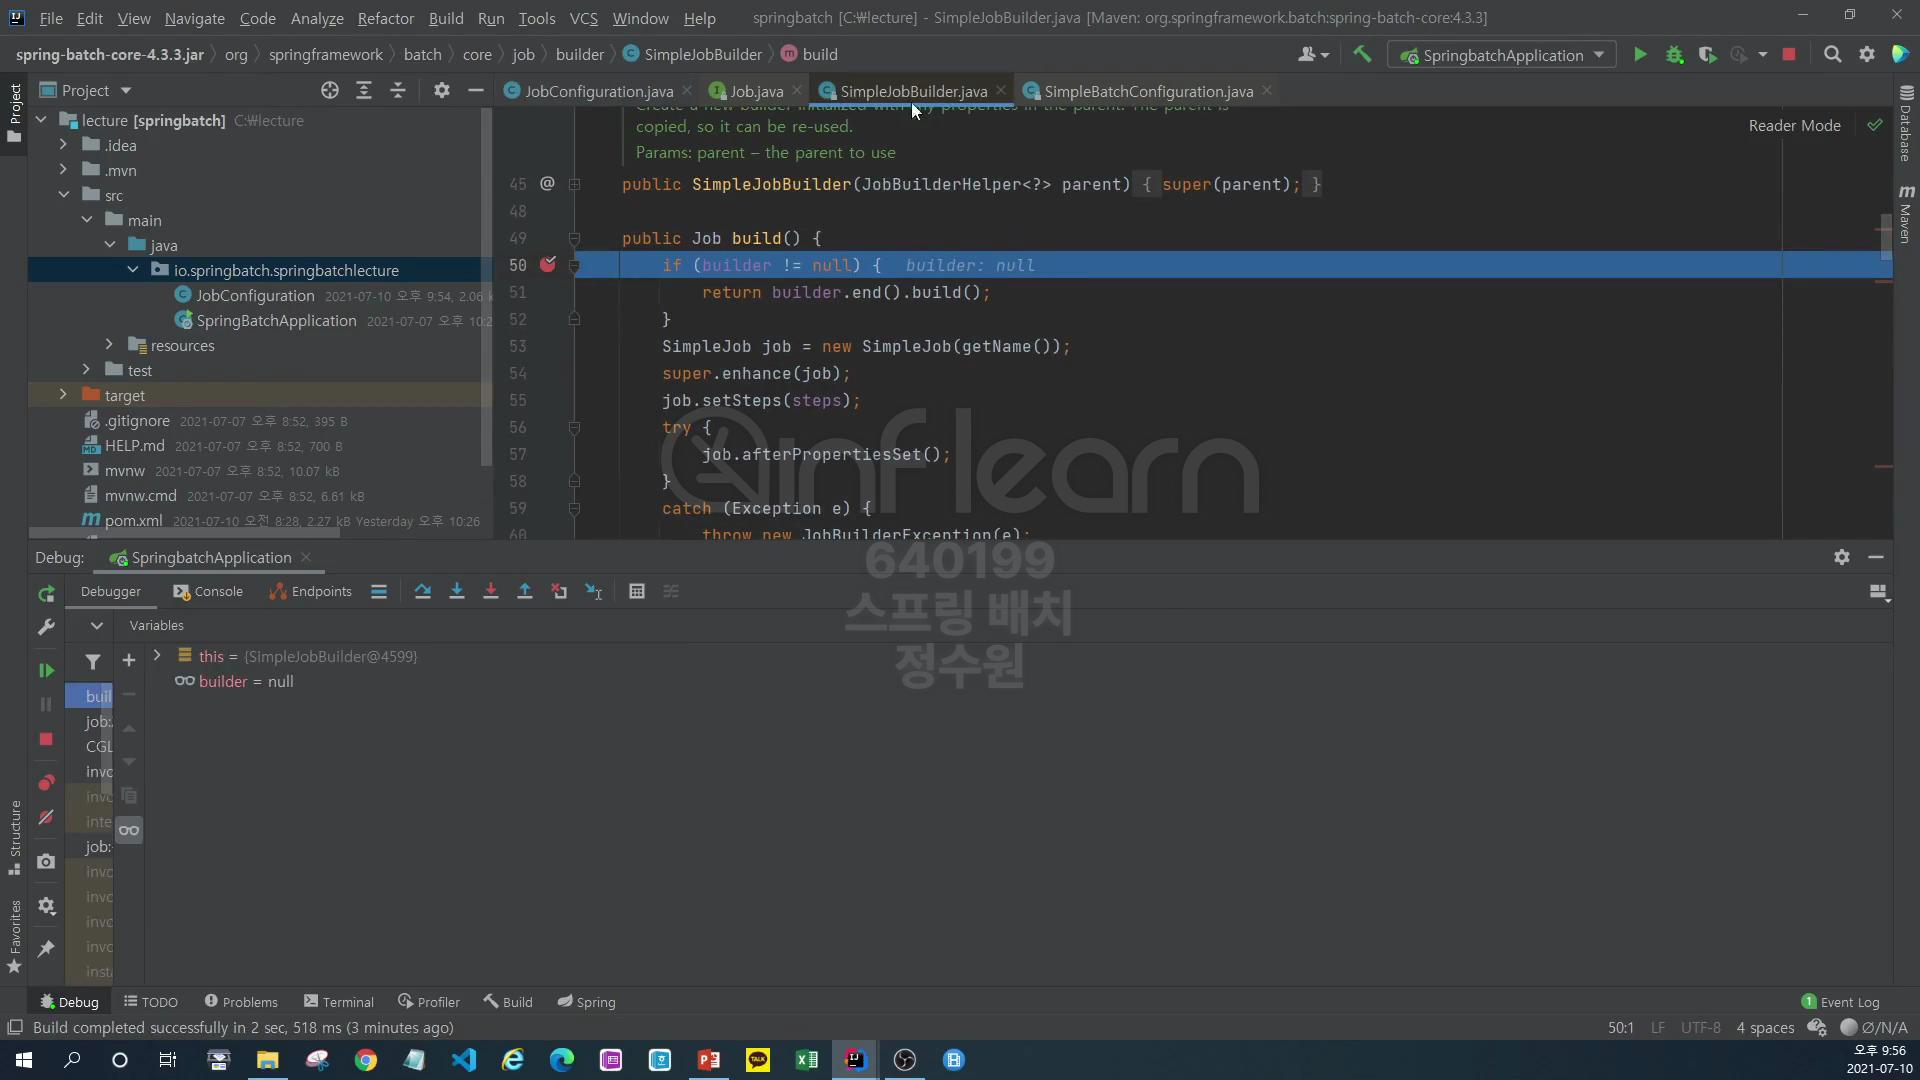 File Edit View Navigate Code Analyze Refactor Build Run Tools VCS Window Help springbatch [C:₩lecture] - SimpleJobBuilder.java [Maven: org.springframework.batch:spring-batch-core:4.3.3]
spring-batch-core-4.3.3.jar org springframework batch core job builder SimpleJobBuilder build SpringbatchApplication
Project JobConfiguration.java Job.java SimpleJobBuilder.java SimpleBatchConfiguration.java
lecture [springbatch] C:₩lecture
.idea
.mvn
src
main
java
io.springbatch.springbatchlecture
JobConfiguration 2021-07-10 오후 9:54, 2.06 k
SpringBatchApplication 2021-07-07 오후 10:2
resources
test
target
.gitignore 2021-07-07 오후 8:52, 395 B
HELP.md 2021-07-07 오후 8:52, 700 B
mvnw 2021-07-07 오후 8:52, 10.07 kB
mvnw.cmd 2021-07-07 오후 8:52, 6.61 kB
pom.xml 2021-07-10 오전 8:28, 2.27 kB Yesterday 오후 10:26
copied, so it can be re-used.
Params: parent – the parent to use
Reader Mode
45 @ public SimpleJobBuilder(JobBuilderHelper<?> parent) { super(parent); }
48
49 public Job build() {
50 if (builder != null) { builder: null
51 return builder.end().build();
52 }
53 SimpleJob job = new SimpleJob(getName());
54 super.enhance(job);
55 job.setSteps(steps);
56 try {
57 job.afterPropertiesSet();
58 }
59 catch (Exception e) {
60 throw new JobBuilderException(e);
inflearn
640199
스프링 배치
정수원
Project
Structure
Favorites
Database
Maven
Debug: SpringbatchApplication
Debugger Console Endpoints
Variables
this = {SimpleJobBuilder@4599}
builder = null
buil
job:
CGL
invo
invo
inte
job:
invo
invo
invo
invo
insta
Debug TODO Problems Terminal Profiler Build Spring Event Log
Build completed successfully in 2 sec, 518 ms (3 minutes ago) 50:1 LF UTF-8 4 spaces Ø/N/A
오후 9:56
2021-07-10